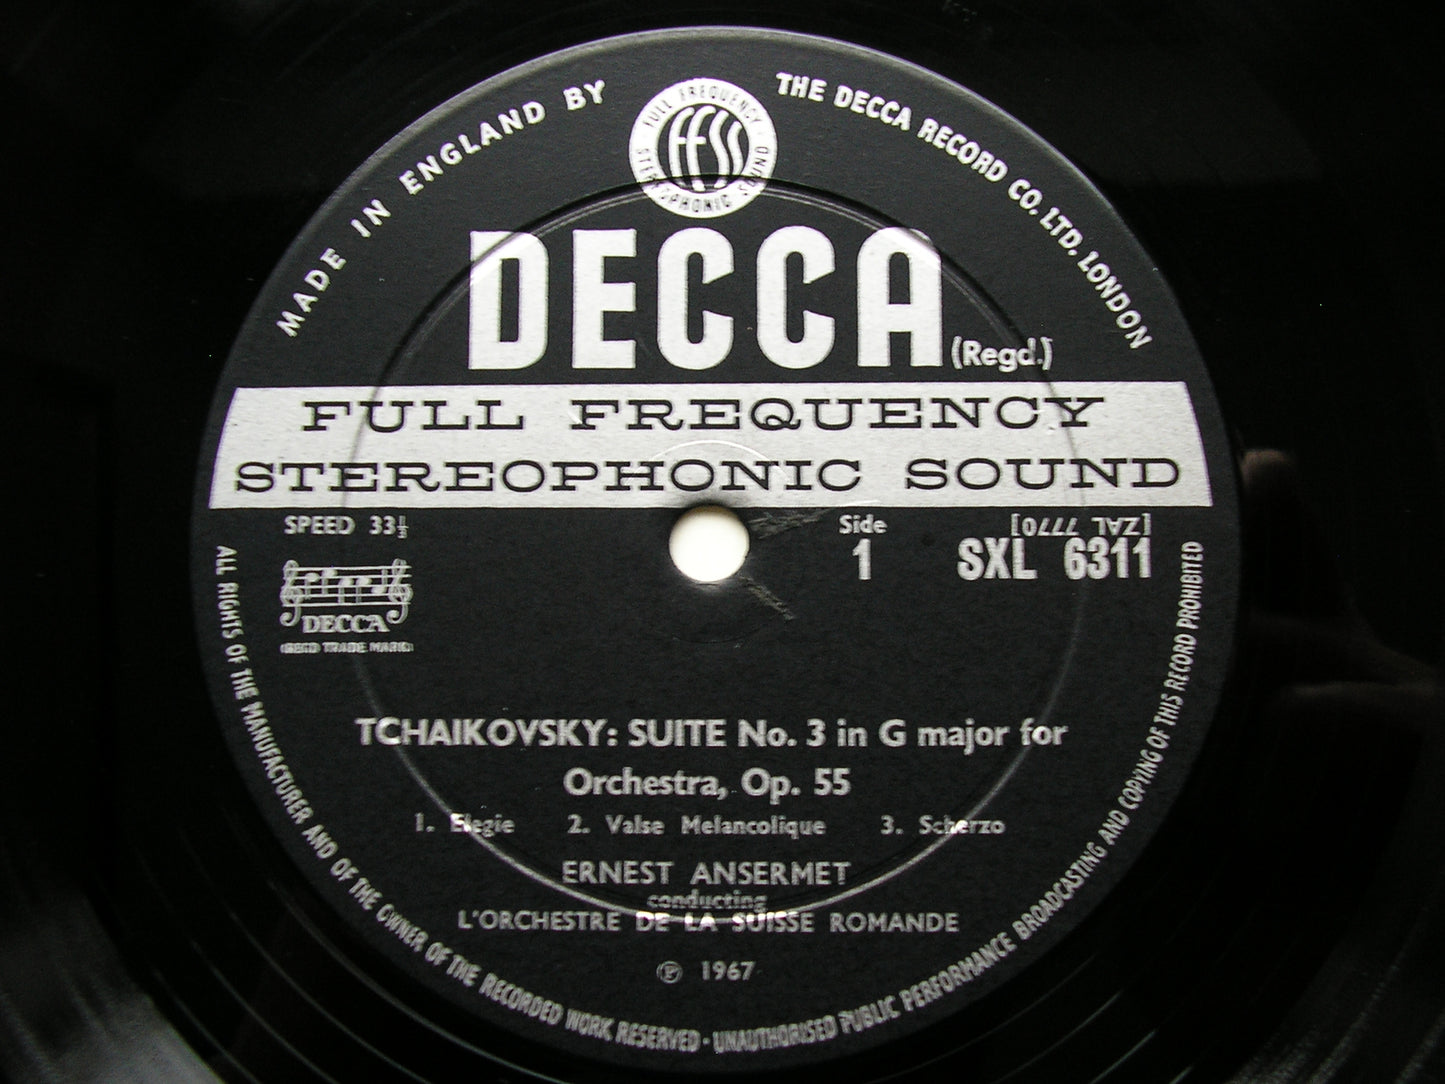 MADE IN ENGLAND BY
THE DECCA RECORD CO. LTD. LONDON
FULL FREQUENCY
STEREOPHONIC SOUND
FFSS
DECCA
(Regd.)
FULL FREQUENCY
STEREOPHONIC SOUND
SPEED 33⅓
DECCA
(REGD TRADE MARK)
Side
1
[ZAL 7770]
SXL 6311
TCHAIKOVSKY: SUITE No. 3 in G major for
Orchestra, Op. 55
1. Elegie 2. Valse Melancolique 3. Scherzo
ERNEST ANSERMET
conducting
L'ORCHESTRE DE LA SUISSE ROMANDE
℗ 1967
ALL RIGHTS OF THE MANUFACTURER AND OF THE OWNER OF THE RECORDED WORK RESERVED · UNAUTHORISED PUBLIC PERFORMANCE BROADCASTING AND COPYING OF THIS RECORD PROHIBITED